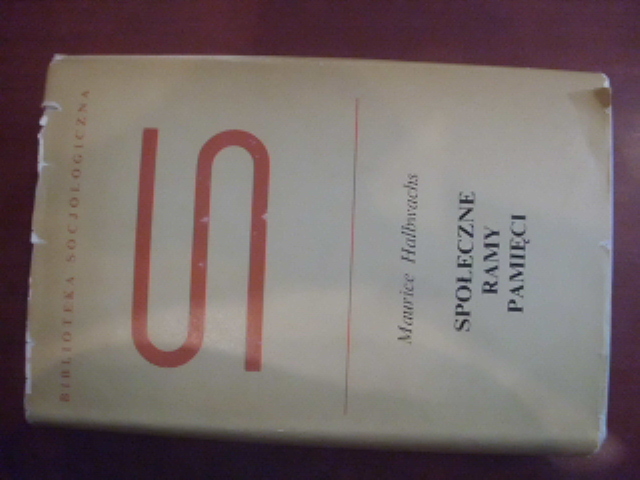 BIBLIOTEKA SOCJOLOGICZNA
S
Maurice Halbwachs
SPOŁECZNE
RAMY
PAMIĘCI